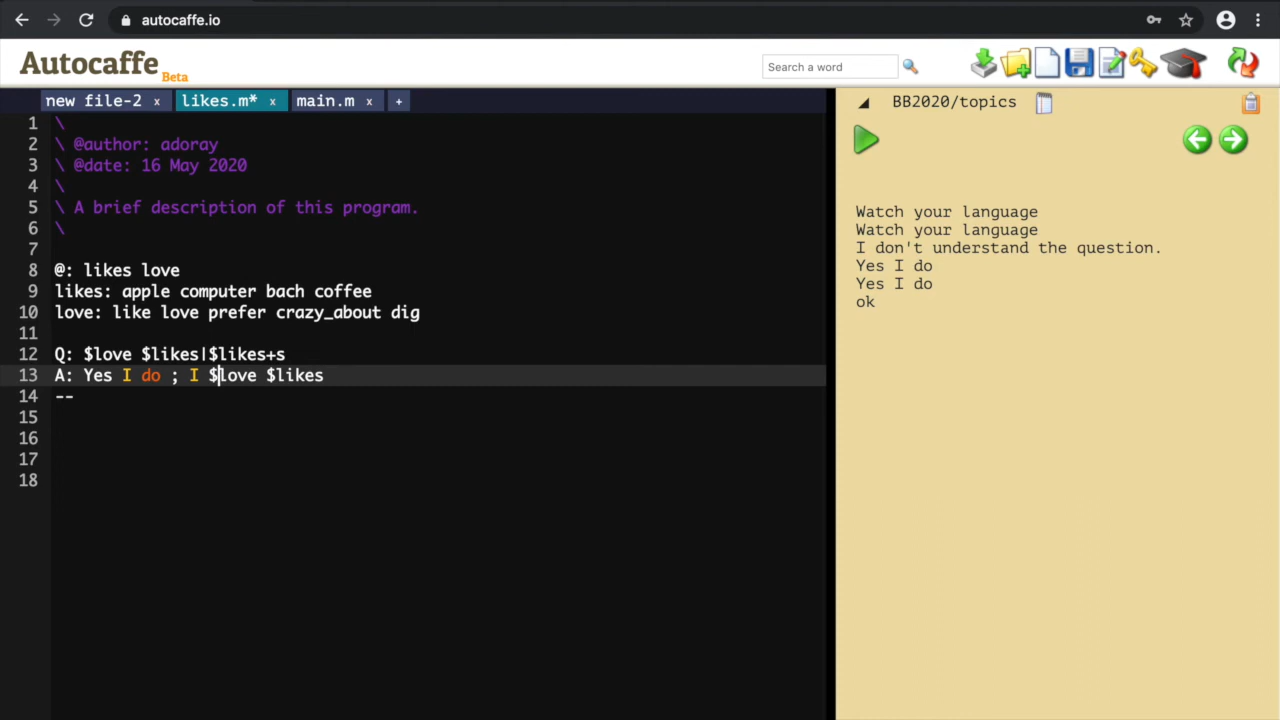 autocaffe.io
Autocaffe Beta
Search a word
new file-2 x likes.m* x main.m x +
BB2020/topics
1 \
2 \ @author: adoray
3 \ @date: 16 May 2020
4 \
5 \ A brief description of this program.
6 \
7
8 @: likes love
9 likes: apple computer bach coffee
10 love: like love prefer crazy_about dig
11
12 Q: $love $likes|$likes+s
13 A: Yes I do ; I $love $likes
14 --
15
16
17
18
Watch your language
Watch your language
I don't understand the question.
Yes I do
Yes I do
ok